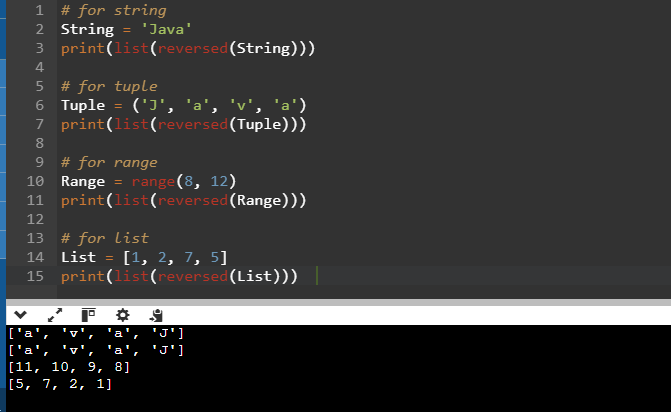 1 # for string
2 String = 'Java'
3 print(list(reversed(String)))
4
5 # for tuple
6 Tuple = ('J', 'a', 'v', 'a')
7 print(list(reversed(Tuple)))
8
9 # for range
10 Range = range(8, 12)
11 print(list(reversed(Range)))
12
13 # for list
14 List = [1, 2, 7, 5]
15 print(list(reversed(List)))
['a', 'v', 'a', 'J']
['a', 'v', 'a', 'J']
[11, 10, 9, 8]
[5, 7, 2, 1]